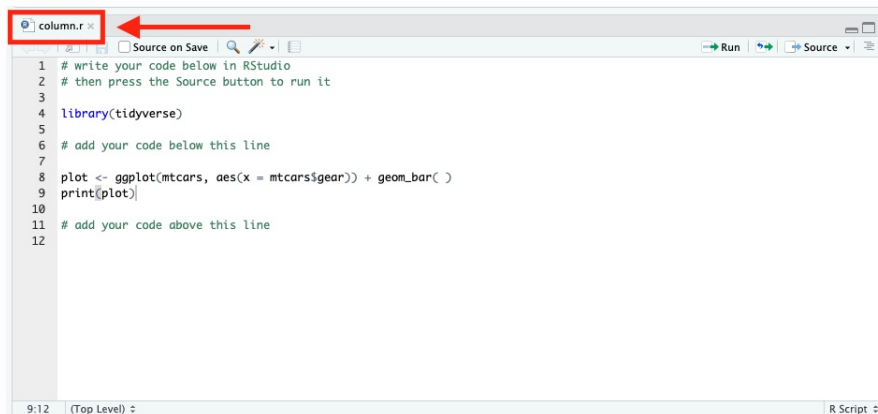 column.r ×
Source on Save Run Source
1 # write your code below in RStudio
2 # then press the Source button to run it
3
4 library(tidyverse)
5
6 # add your code below this line
7
8 plot <- ggplot(mtcars, aes(x = mtcars$gear)) + geom_bar( )
9 print(plot)
10
11 # add your code above this line
12
9:12 (Top Level) R Script